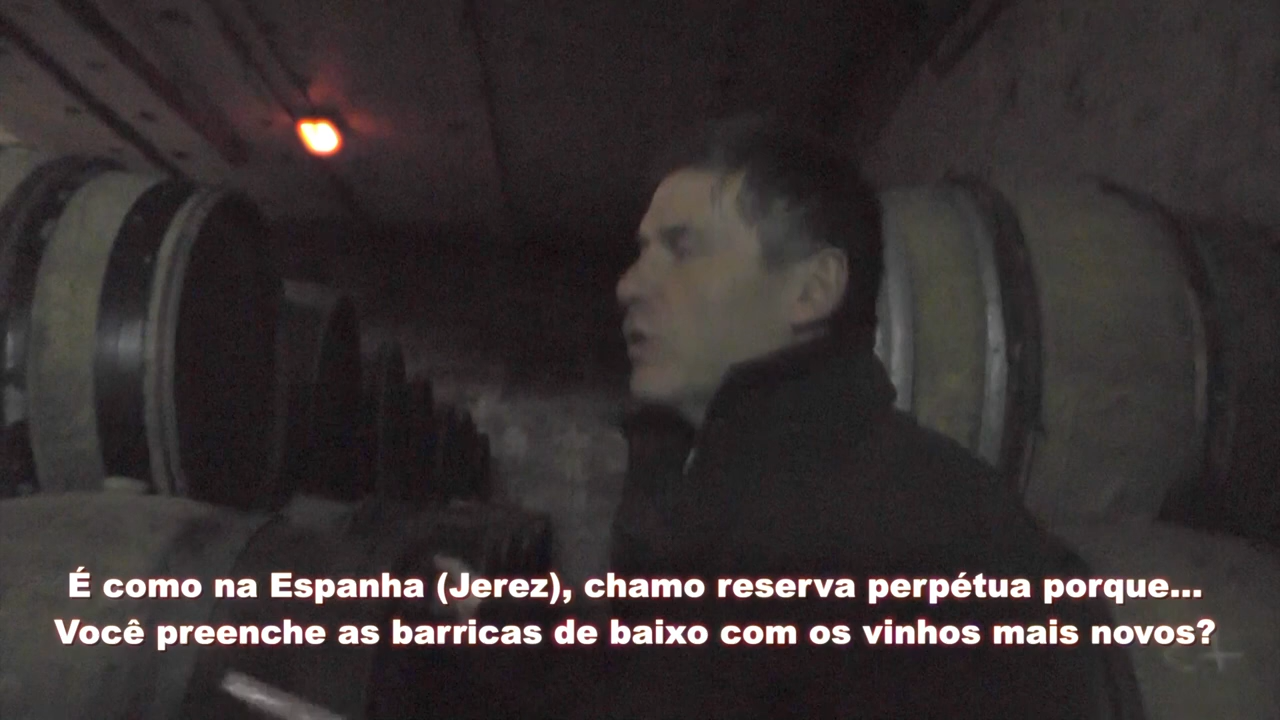 É como na Espanha (Jerez), chamo reserva perpétua porque...
Você preenche as barricas de baixo com os vinhos mais novos?